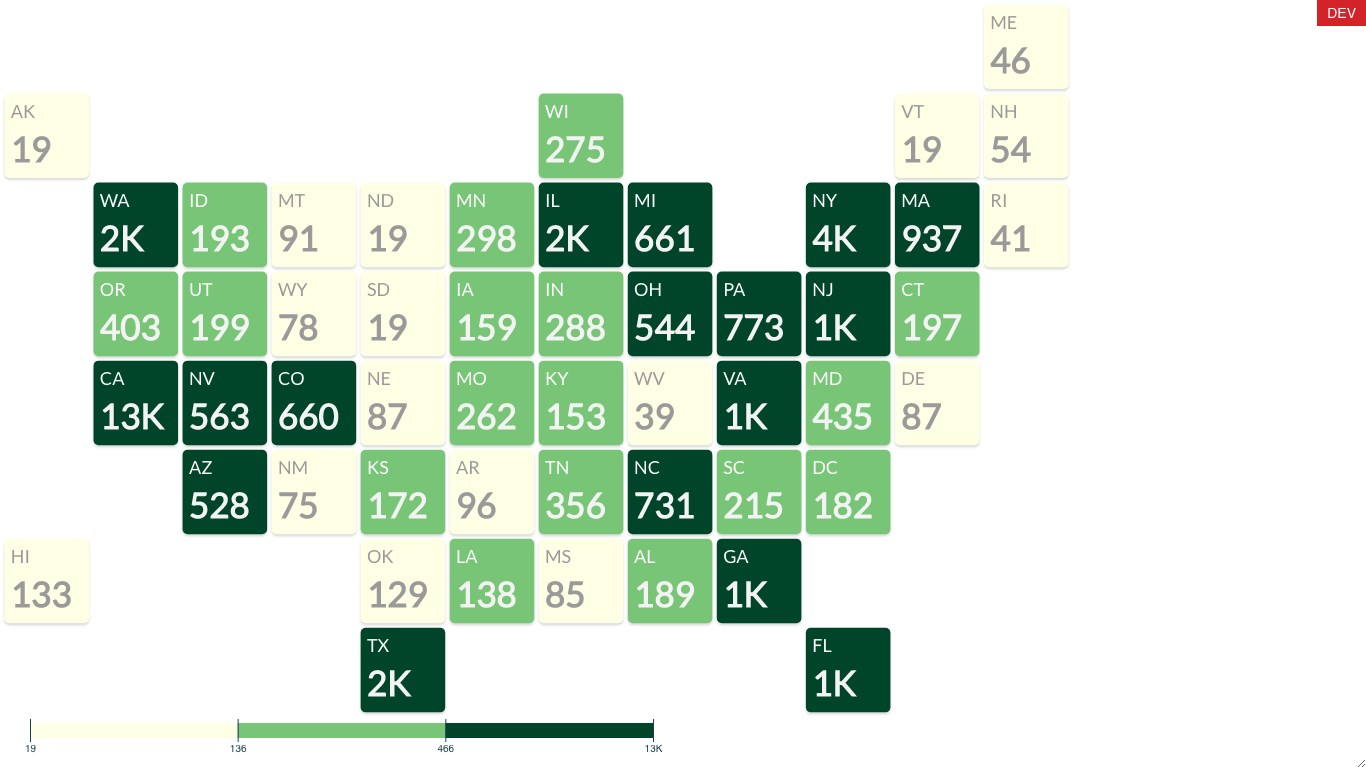 DEV
ME
46
AK
19
WI
275
VT
19
NH
54
WA
2K
ID
193
MT
91
ND
19
MN
298
IL
2K
MI
661
NY
4K
MA
937
RI
41
OR
403
UT
199
WY
78
SD
19
IA
159
IN
288
OH
544
PA
773
NJ
1K
CT
197
CA
13K
NV
563
CO
660
NE
87
MO
262
KY
153
WV
39
VA
1K
MD
435
DE
87
AZ
528
NM
75
KS
172
AR
96
TN
356
NC
731
SC
215
DC
182
HI
133
OK
129
LA
138
MS
85
AL
189
GA
1K
TX
2K
FL
1K
19 136 466 13K